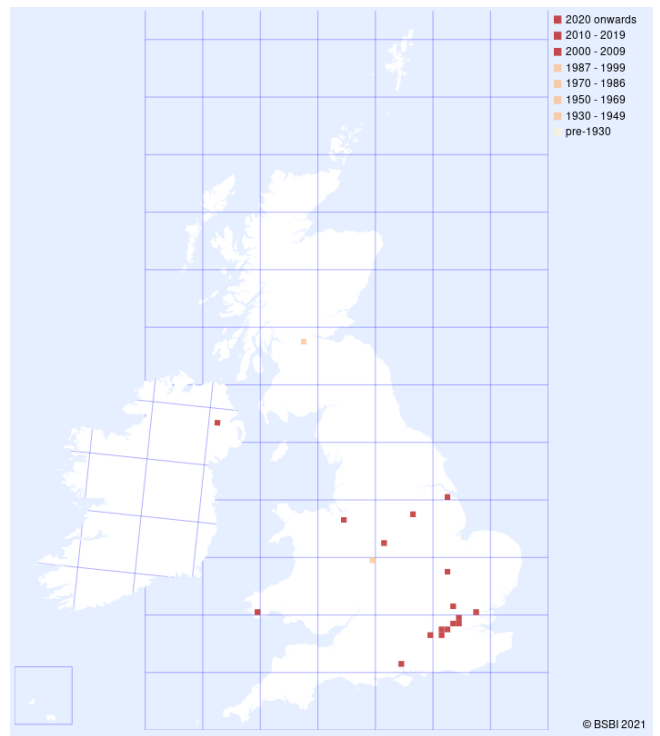 2020 onwards
2010 - 2019
2000 - 2009
1987 - 1999
1970 - 1986
1950 - 1969
1930 - 1949
pre-1930
© BSBI 2021